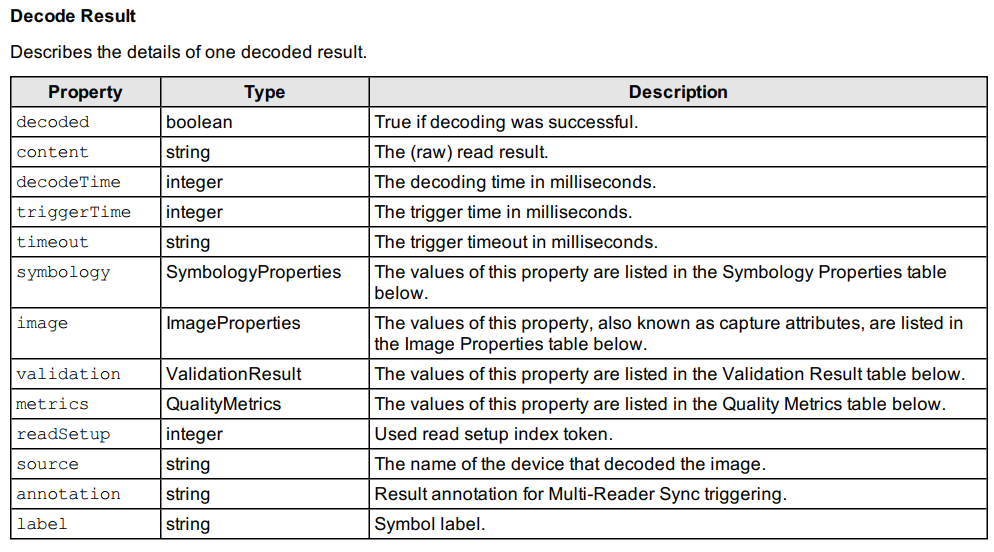 Decode Result
Describes the details of one decoded result.
Property Type Description
decoded boolean True if decoding was successful.
content string The (raw) read result.
decodeTime integer The decoding time in milliseconds.
triggerTime integer The trigger time in milliseconds.
timeout string The trigger timeout in milliseconds.
symbology SymbologyProperties The values of this property are listed in the Symbology Properties table
below.
image ImageProperties The values of this property, also known as capture attributes, are listed in
the Image Properties table below.
validation ValidationResult The values of this property are listed in the Validation Result table below.
metrics QualityMetrics The values of this property are listed in the Quality Metrics table below.
readSetup integer Used read setup index token.
source string The name of the device that decoded the image.
annotation string Result annotation for Multi-Reader Sync triggering.
label string Symbol label.